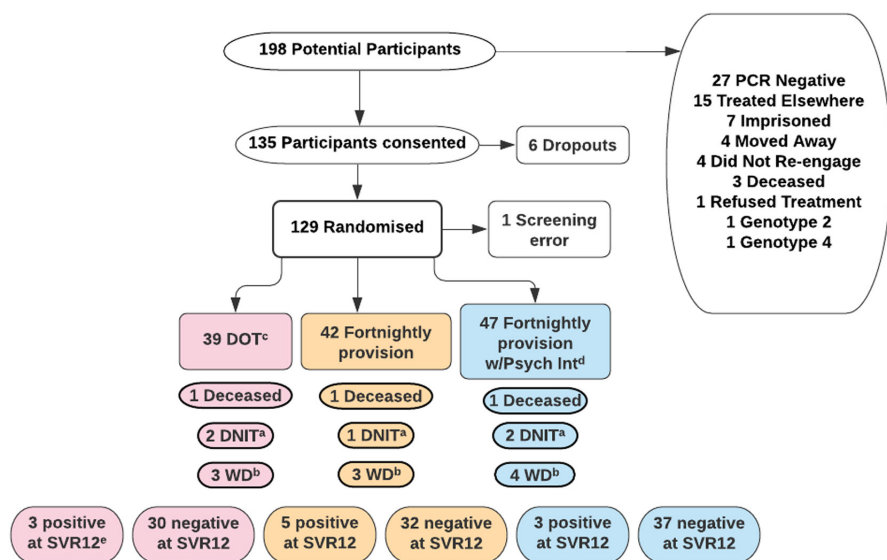 198 Potential Participants
27 PCR Negative
15 Treated Elsewhere
7 Imprisoned
4 Moved Away
4 Did Not Re-engage
3 Deceased
1 Refused Treatment
1 Genotype 2
1 Genotype 4
135 Participants consented
6 Dropouts
129 Randomised
1 Screening
error
39 DOTᶜ
42 Fortnightly
provision
47 Fortnightly
provision
w/Psych Intᵈ
1 Deceased
1 Deceased
1 Deceased
2 DNITᵃ
1 DNITᵃ
2 DNITᵃ
3 WDᵇ
3 WDᵇ
4 WDᵇ
3 positive
at SVR12ᵉ
30 negative
at SVR12
5 positive
at SVR12
32 negative
at SVR12
3 positive
at SVR12
37 negative
at SVR12